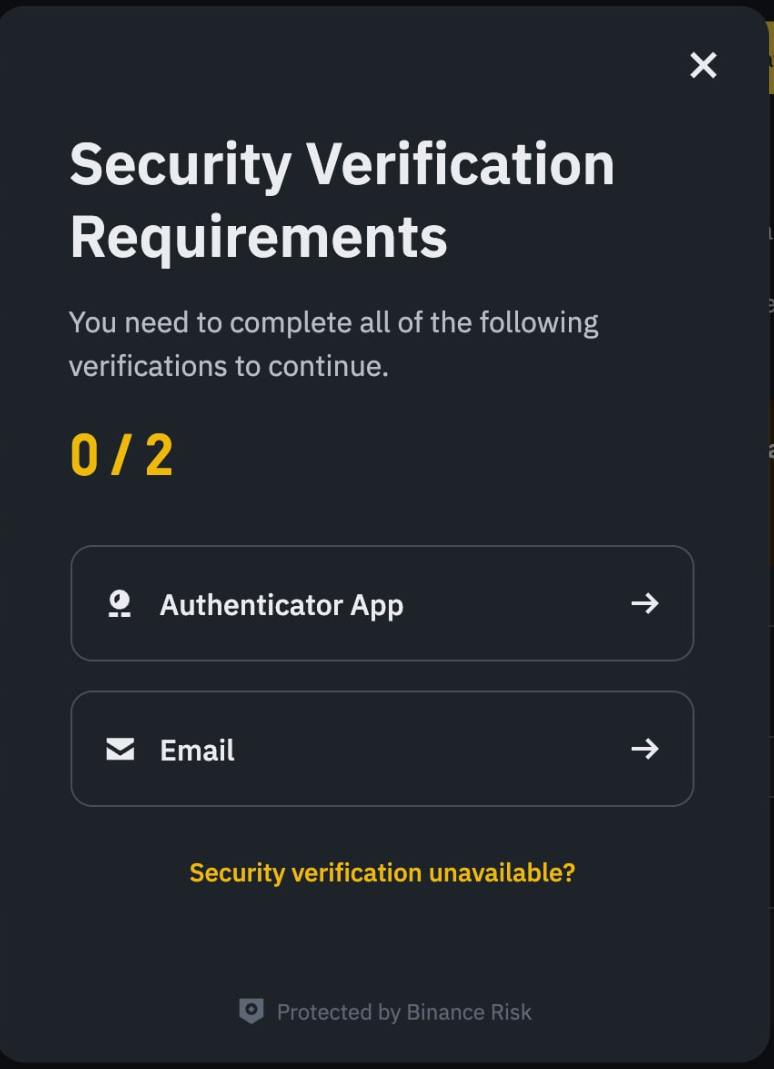 Security Verification
Requirements
You need to complete all of the following
verifications to continue.
0 / 2
Authenticator App
Email
Security verification unavailable?
Protected by Binance Risk